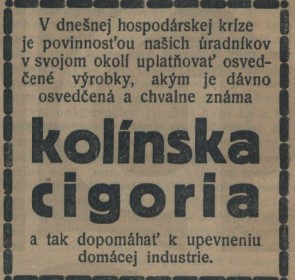 V dnešnej hospodárskej kríze
je povinnosťou našich úradníkov
v svojom okolí uplatňovať osved-
čené výrobky, akým je dávno
osvedčená a chvalne známa
kolínska
cigoria
a tak dopomáhať k upevneniu
domácej industrie.